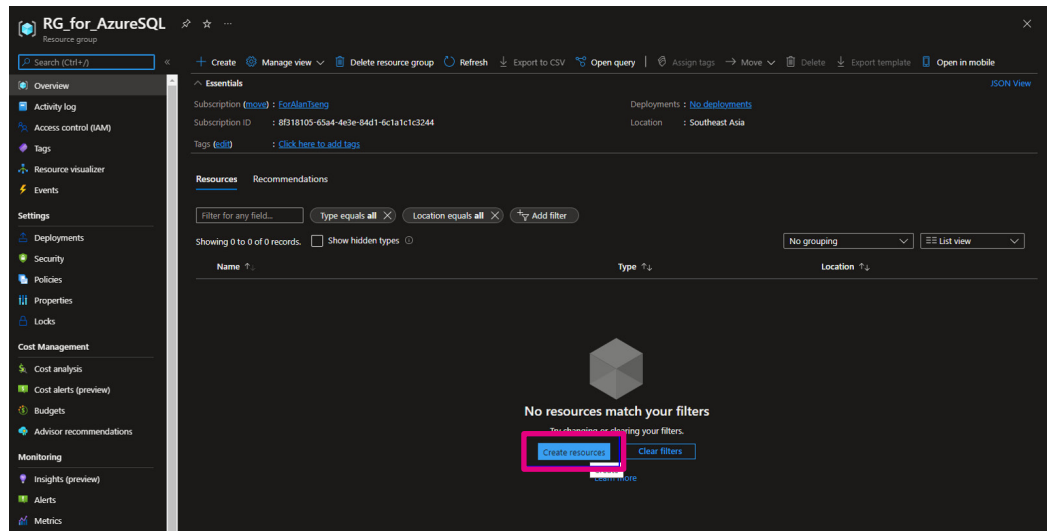 RG_for_AzureSQL
Resource group
Search (Ctrl+/)
Overview
Activity log
Access control (IAM)
Tags
Resource visualizer
Events
Settings
Deployments
Security
Policies
Properties
Locks
Cost Management
Cost analysis
Cost alerts (preview)
Budgets
Advisor recommendations
Monitoring
Insights (preview)
Alerts
Metrics
Create Manage view Delete resource group Refresh Export to CSV Open query Assign tags Move Delete Export template Open in mobile
Essentials JSON View
Subscription (move) : ForAlanTseng Deployments : No deployments
Subscription ID : 8f318105-65a4-4e3e-84d1-6c1a1c1c3244 Location : Southeast Asia
Tags (edit) : Click here to add tags
Resources Recommendations
Filter for any field... Type equals all Location equals all Add filter
Showing 0 to 0 of 0 records. Show hidden types No grouping List view
Name Type Location
No resources match your filters
Try changing or clearing your filters.
Create resources Clear filters
Learn more